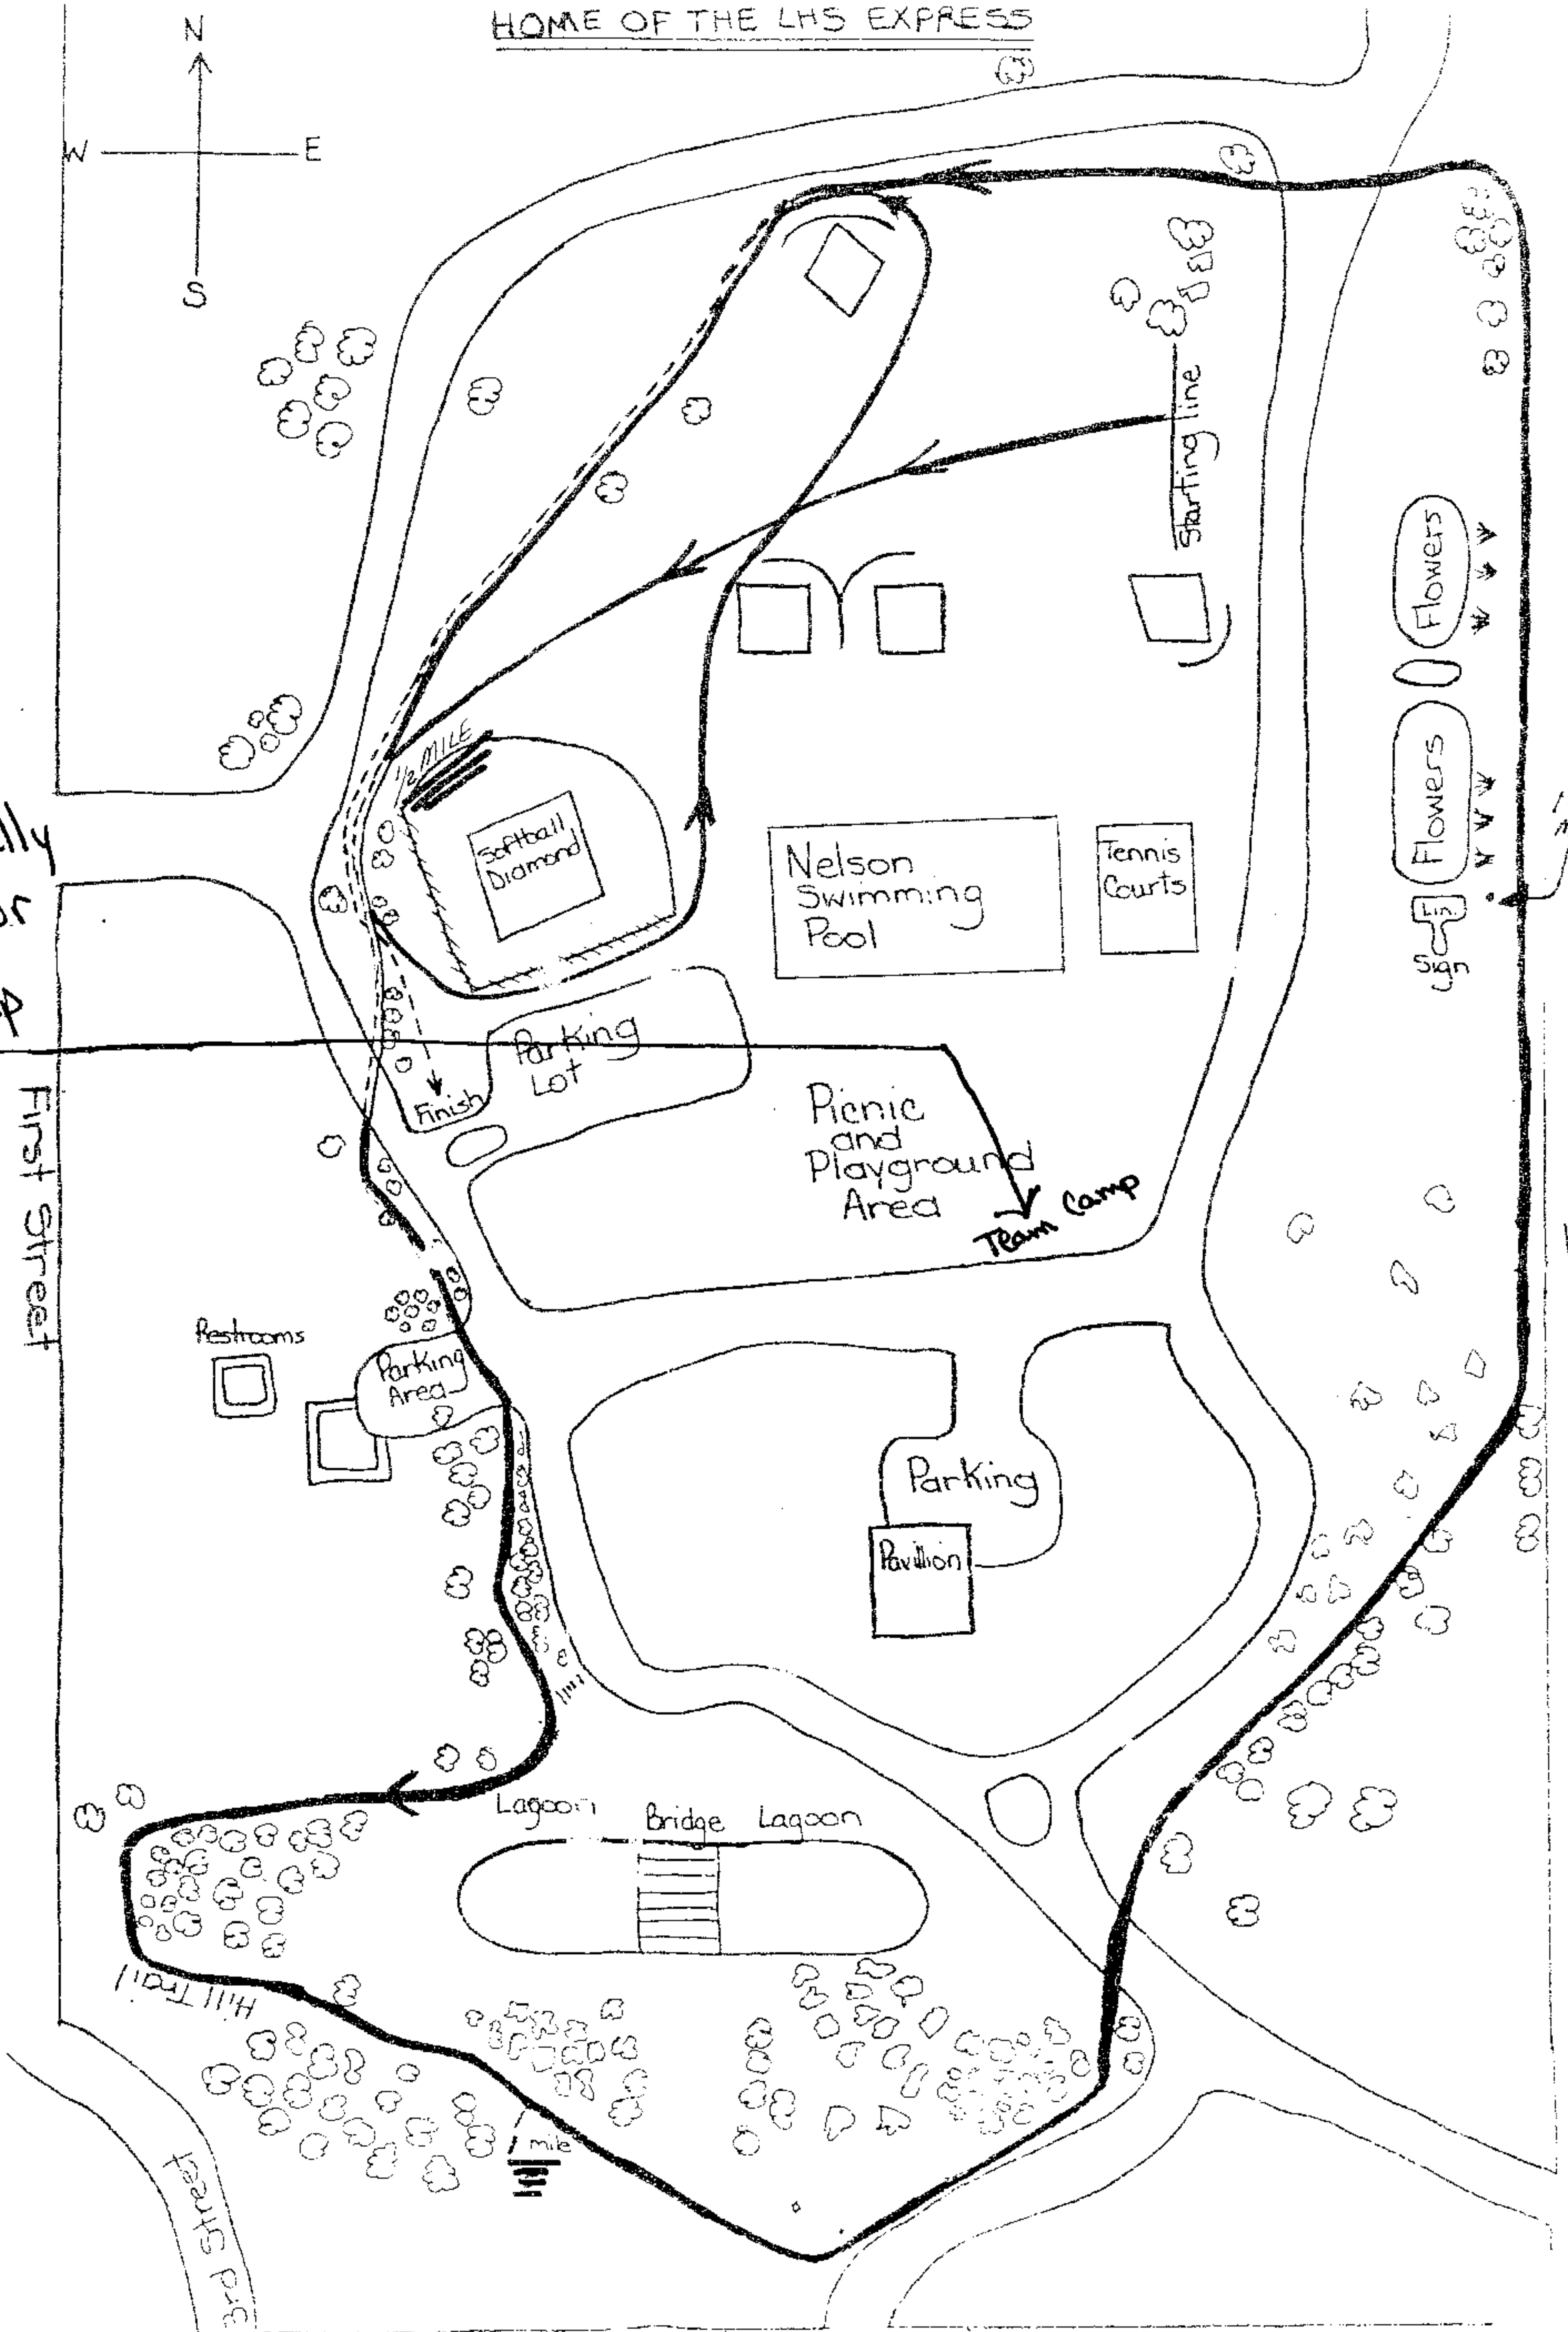 HOME OF THE LHS EXPRESS
N
W
E
S
Starting line
Flowers
1/2 MILE
Flowers
Softball
Diamond
Nelson
Swimming
Pool
Tennis
Courts
Sign
Parking
Lot
Finish
Picnic
and
Playground
Area
Team Camp
First Street
Restrooms
Parking
Area
Parking
Pavillion
Lagoon
Bridge
Lagoon
Hill Trail
1 mile
3rd Street